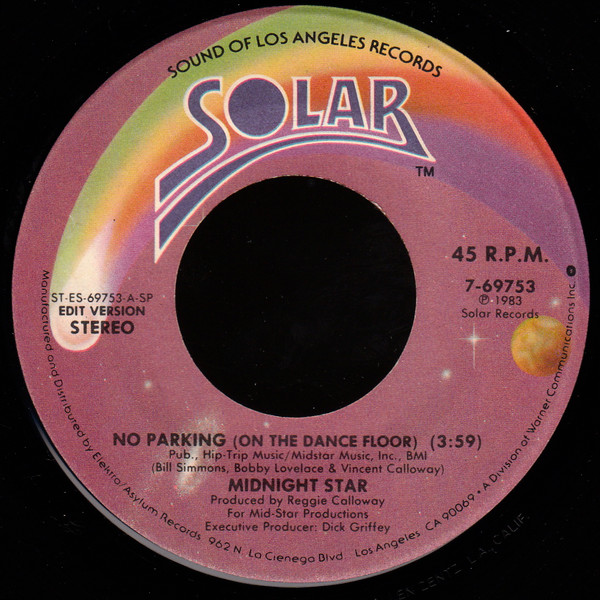 SOUND OF LOS ANGELES RECORDS
SOLAR
TM
45 R.P.M.
7-69753
Ⓟ 1983
Solar Records
ST-ES-69753-A-SP
EDIT VERSION
STEREO
NO PARKING (ON THE DANCE FLOOR) (3:59)
Pub., Hip-Trip Music/Midstar Music, Inc., BMI
(Bill Simmons, Bobby Lovelace & Vincent Calloway)
MIDNIGHT STAR
Produced by Reggie Calloway
For Mid-Star Productions
Executive Producer: Dick Griffey
Manufactured and Distributed by Elektra/Asylum Records 962 N. La Cienega Blvd. Los Angeles, CA 90069 • A Division of Warner Communications Inc.